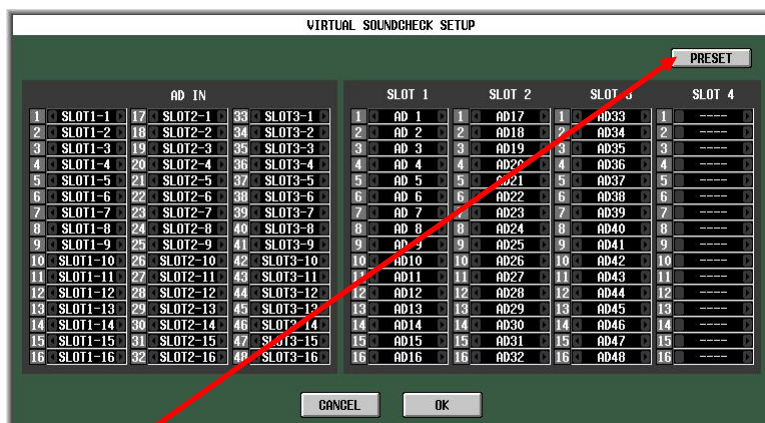 VIRTUAL SOUNDCHECK SETUP
PRESET
AD IN SLOT 1 SLOT 2 SLOT 3 SLOT 4
1 SLOT1-1 17 SLOT2-1 33 SLOT3-1 1 AD 1 1 AD17 1 AD33 1 ----
2 SLOT1-2 18 SLOT2-2 34 SLOT3-2 2 AD 2 2 AD18 2 AD34 2 ----
3 SLOT1-3 19 SLOT2-3 35 SLOT3-3 3 AD 3 3 AD19 3 AD35 3 ----
4 SLOT1-4 20 SLOT2-4 36 SLOT3-4 4 AD 4 4 AD20 4 AD36 4 ----
5 SLOT1-5 21 SLOT2-5 37 SLOT3-5 5 AD 5 5 AD21 5 AD37 5 ----
6 SLOT1-6 22 SLOT2-6 38 SLOT3-6 6 AD 6 6 AD22 6 AD38 6 ----
7 SLOT1-7 23 SLOT2-7 39 SLOT3-7 7 AD 7 7 AD23 7 AD39 7 ----
8 SLOT1-8 24 SLOT2-8 40 SLOT3-8 8 AD 8 8 AD24 8 AD40 8 ----
9 SLOT1-9 25 SLOT2-9 41 SLOT3-9 9 AD 9 9 AD25 9 AD41 9 ----
10 SLOT1-10 26 SLOT2-10 42 SLOT3-10 10 AD10 10 AD26 10 AD42 10 ----
11 SLOT1-11 27 SLOT2-11 43 SLOT3-11 11 AD11 11 AD27 11 AD43 11 ----
12 SLOT1-12 28 SLOT2-12 44 SLOT3-12 12 AD12 12 AD28 12 AD44 12 ----
13 SLOT1-13 29 SLOT2-13 45 SLOT3-13 13 AD13 13 AD29 13 AD45 13 ----
14 SLOT1-14 30 SLOT2-14 46 SLOT3-14 14 AD14 14 AD30 14 AD46 14 ----
15 SLOT1-15 31 SLOT2-15 47 SLOT3-15 15 AD15 15 AD31 15 AD47 15 ----
16 SLOT1-16 32 SLOT2-16 48 SLOT3-16 16 AD16 16 AD32 16 AD48 16 ----
CANCEL OK